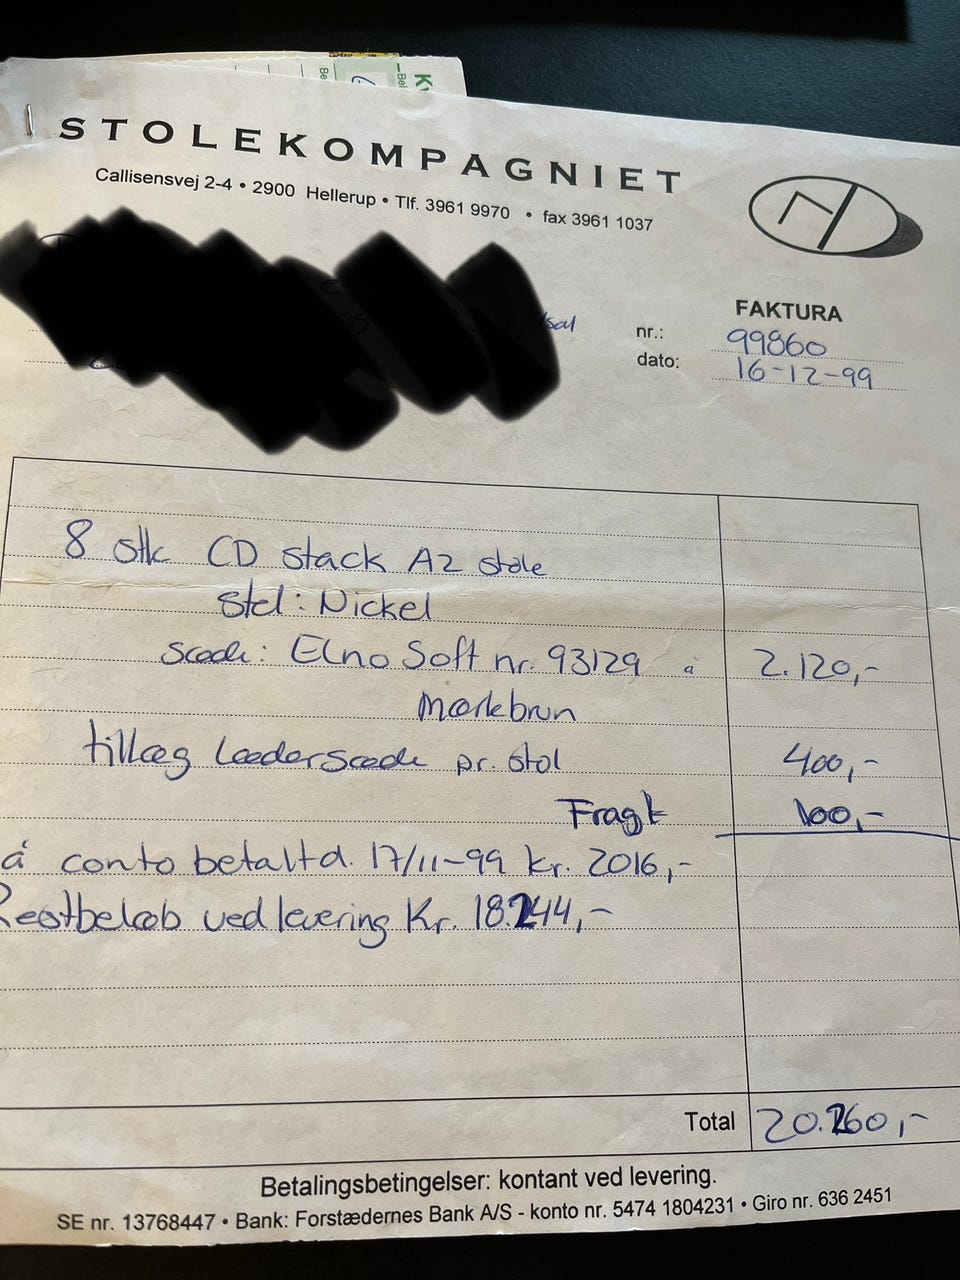 STOLEKOMPAGNIET
Callisensvej 2-4 • 2900 Hellerup • Tlf. 3961 9970 • fax 3961 1037
FAKTURA
nr.: 99860
dato: 16-12-99
8 stk CD stack A2 stole
stel: Nickel
sæde: Elno Soft nr. 93129 á 2.120,-
Mørkebrun
tillæg lædersæde pr. stol 400,-
Fragt 100,-
á conto betalt d. 17/11-99 kr. 2016,-
Restbeløb ved levering Kr. 18.244,-
Total 20.260,-
Betalingsbetingelser: kontant ved levering.
SE nr. 13768447 • Bank: Forstædernes Bank A/S - konto nr. 5474 1804231 • Giro nr. 636 2451